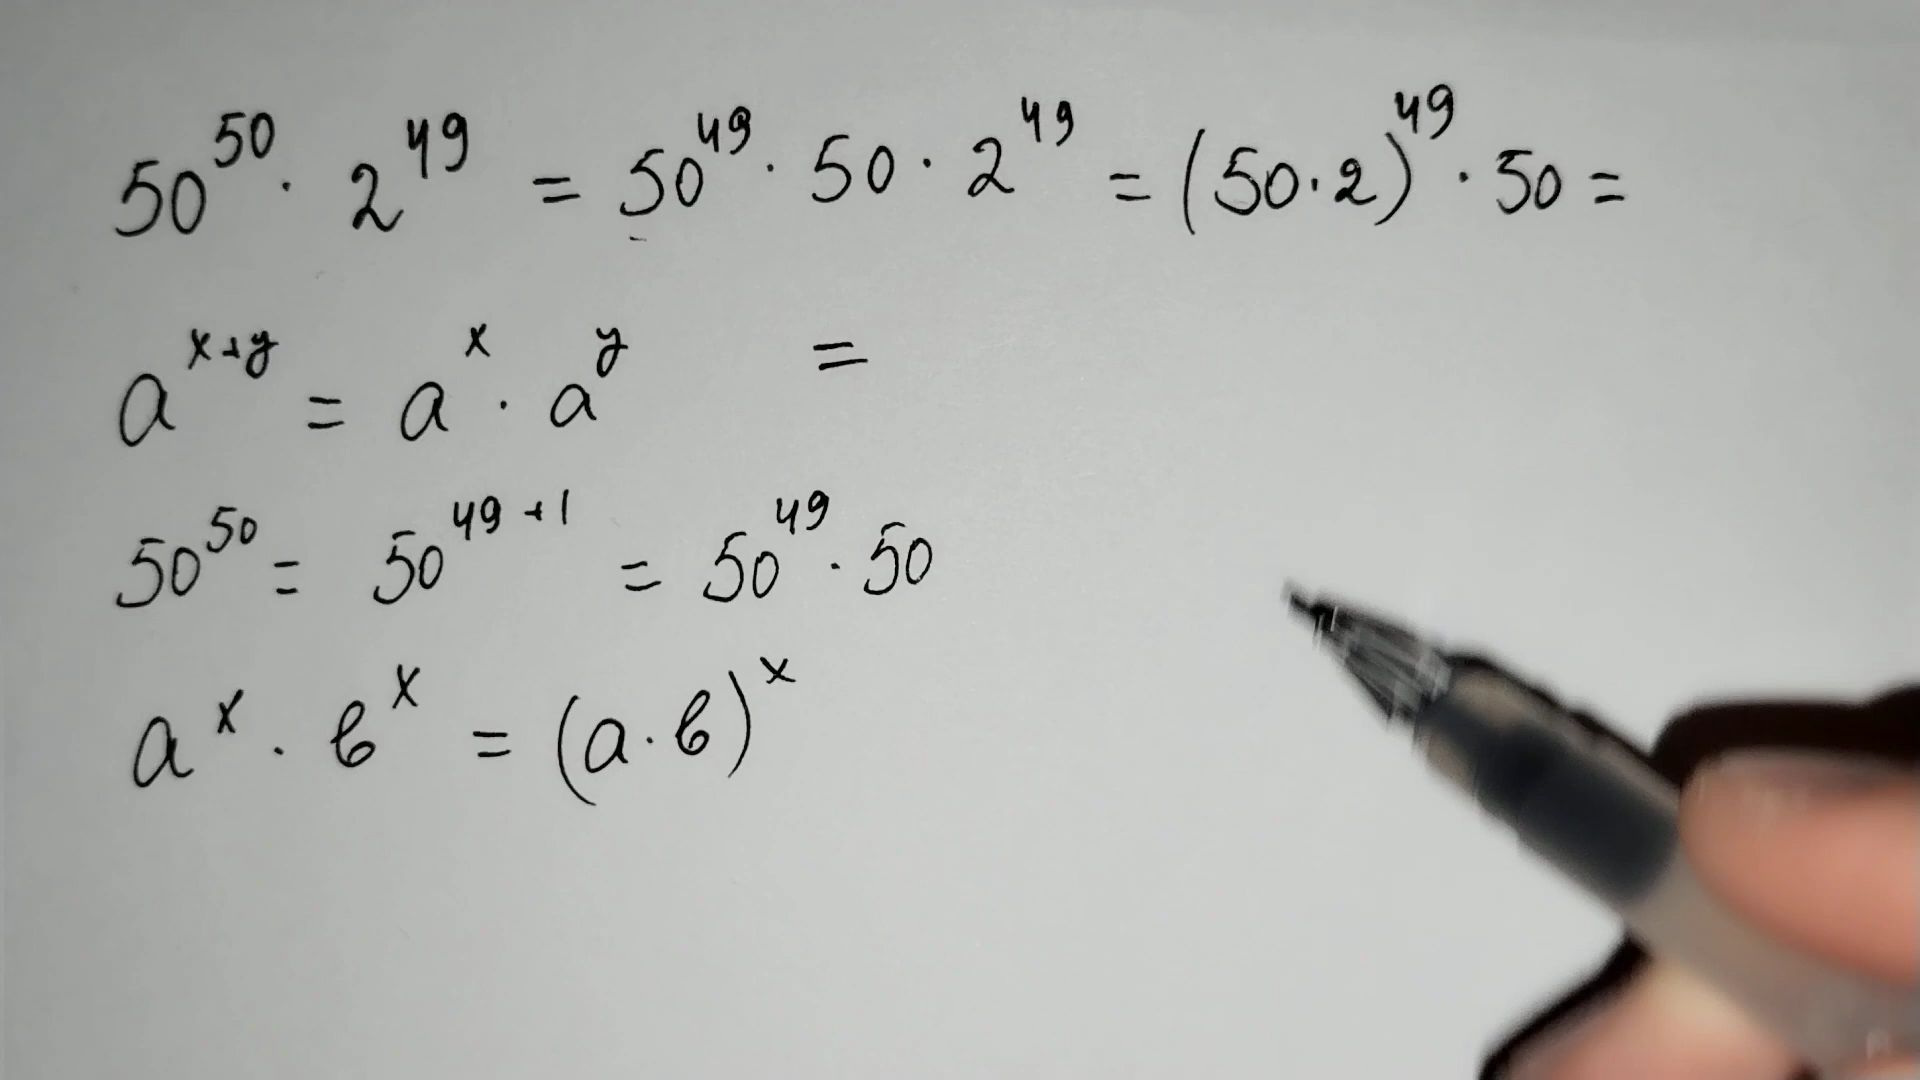 50^50 · 2^49 = 50^49 · 50 · 2^49 = (50·2)^49 · 50 =
a^x+y = a^x · a^y =
50^50 = 50^49+1 = 50^49 · 50
a^x · в^x = (a·в)^x